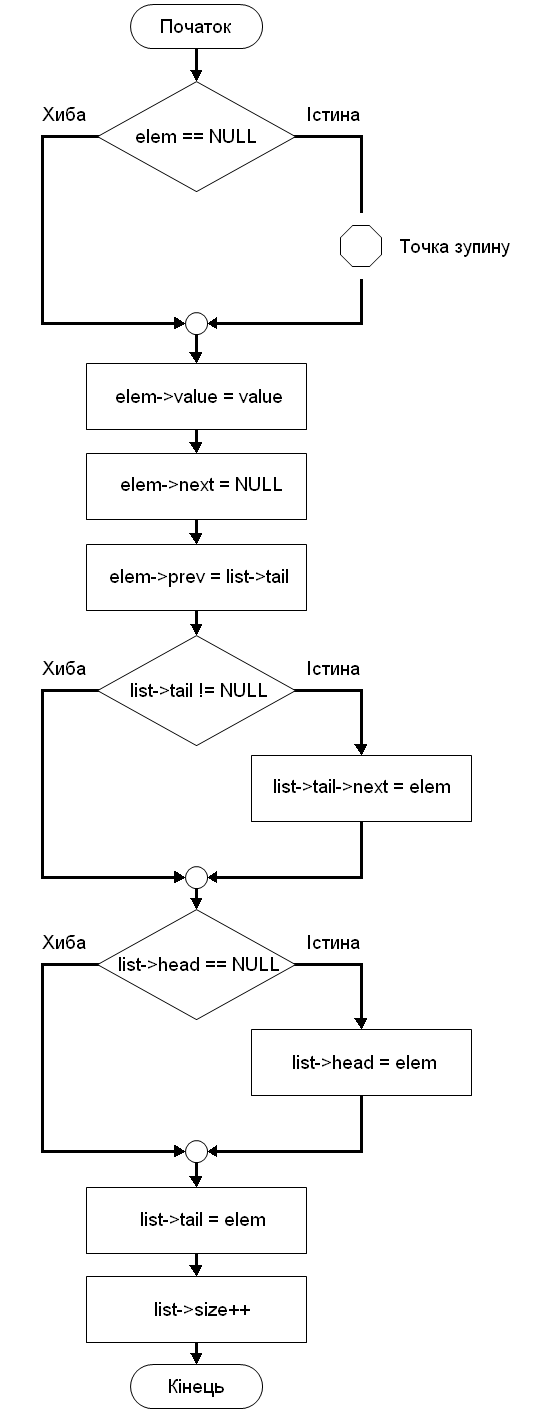 Початок
Хиба
Істина
elem == NULL
Точка зупину
elem->value = value
elem->next = NULL
elem->prev = list->tail
Хиба
Істина
list->tail != NULL
list->tail->next = elem
Хиба
Істина
list->head == NULL
list->head = elem
list->tail = elem
list->size++
Кінець